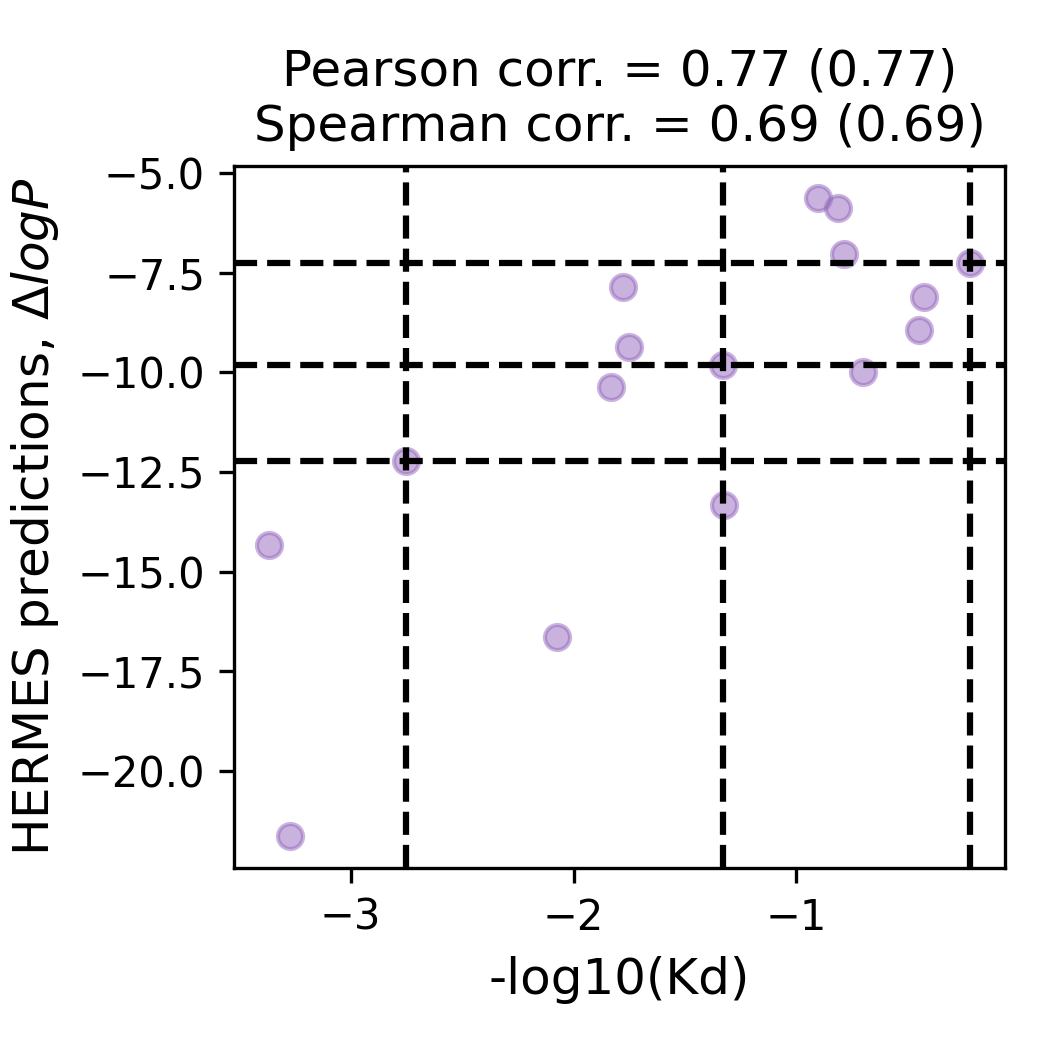 Pearson corr. = 0.77 (0.77)
Spearman corr. = 0.69 (0.69)
HERMES predictions, ΔlogP
−5.0
−7.5
−10.0
−12.5
−15.0
−17.5
−20.0
−3
−2
−1
-log10(Kd)